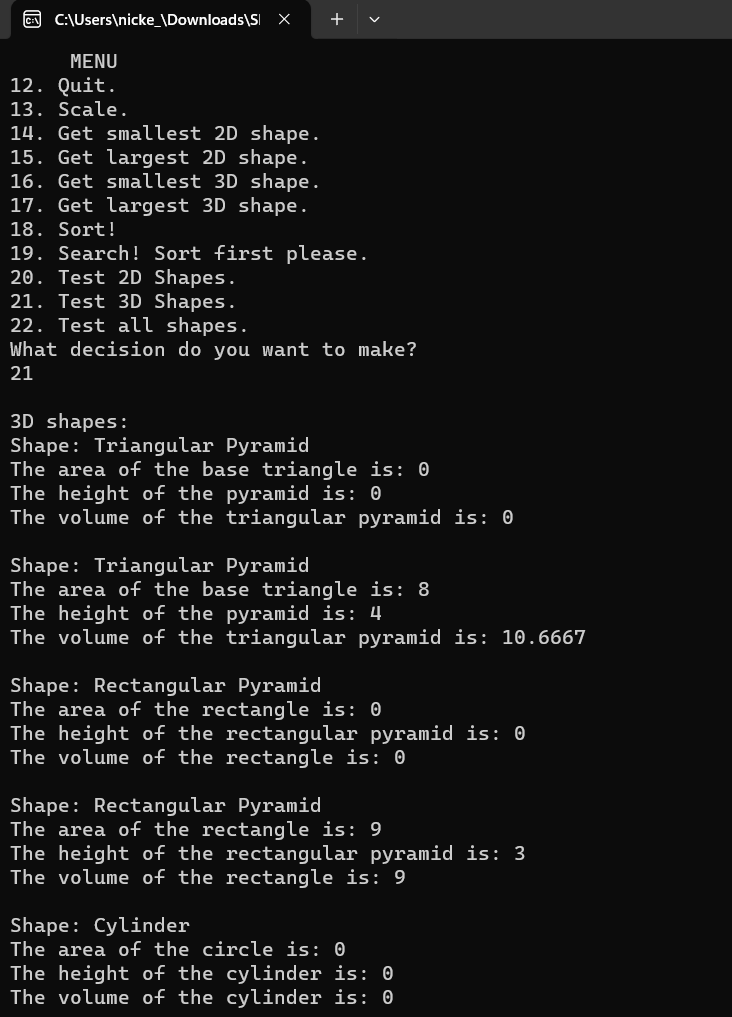 C:\Users\nicke_\Downloads\S
MENU
12. Quit.
13. Scale.
14. Get smallest 2D shape.
15. Get largest 2D shape.
16. Get smallest 3D shape.
17. Get largest 3D shape.
18. Sort!
19. Search! Sort first please.
20. Test 2D Shapes.
21. Test 3D Shapes.
22. Test all shapes.
What decision do you want to make?
21
3D shapes:
Shape: Triangular Pyramid
The area of the base triangle is: 0
The height of the pyramid is: 0
The volume of the triangular pyramid is: 0
Shape: Triangular Pyramid
The area of the base triangle is: 8
The height of the pyramid is: 4
The volume of the triangular pyramid is: 10.6667
Shape: Rectangular Pyramid
The area of the rectangle is: 0
The height of the rectangular pyramid is: 0
The volume of the rectangle is: 0
Shape: Rectangular Pyramid
The area of the rectangle is: 9
The height of the rectangular pyramid is: 3
The volume of the rectangle is: 9
Shape: Cylinder
The area of the circle is: 0
The height of the cylinder is: 0
The volume of the cylinder is: 0